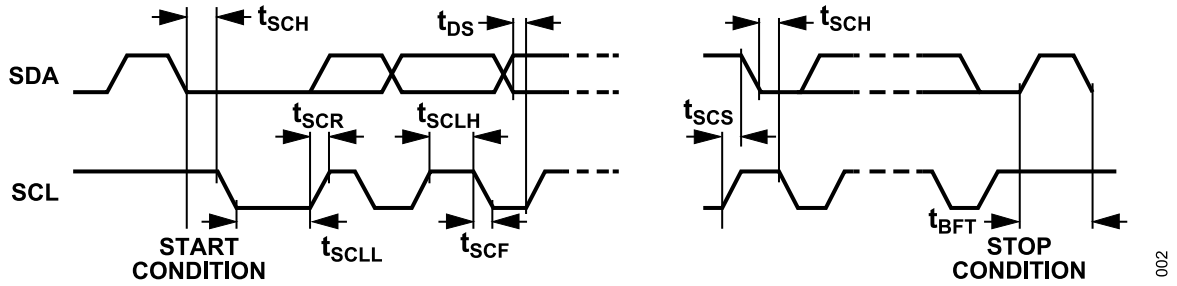 tSCH
tDS
tSCH
SDA
tSCR
tSCLH
tSCS
SCL
tSCLL
tSCF
tBFT
START
CONDITION
STOP
CONDITION
002